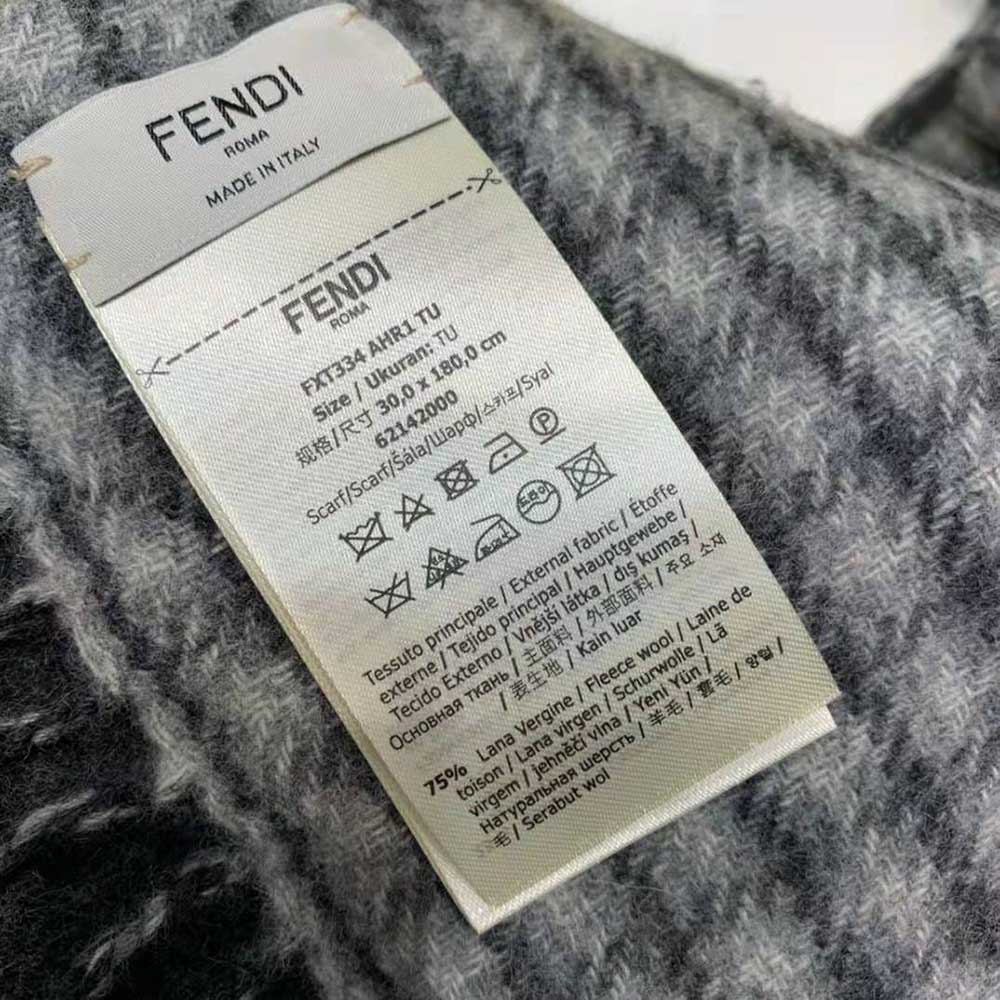 FENDI
ROMA
MADE IN ITALY
FENDI
ROMA
FXT334 AHR1 TU
Size / Ukuran: TU
规格/尺寸 30,0 x 180,0 cm
62142000
Scarf/Scarf/Šála/Шарф/스카프/Syal
P
드라이
Tessuto principale / External fabric / Étoffe
externe / Tejido principal / Hauptgewebe /
Tecido Externo / Vnější látka / dış kumaş /
Основная ткань / 主面料 / 外部面料 / 주요 소재
/ 表生地 / Kain luar
75% Lana Vergine / Fleece wool / Laine de
toison / Lana virgen / Schurwolle / Lã
virgem / jehněčí vlna / Yeni Yün /
Натуральная шерсть / 羊毛 / 羊毛 / 양털 /
毛 / Serabut wol